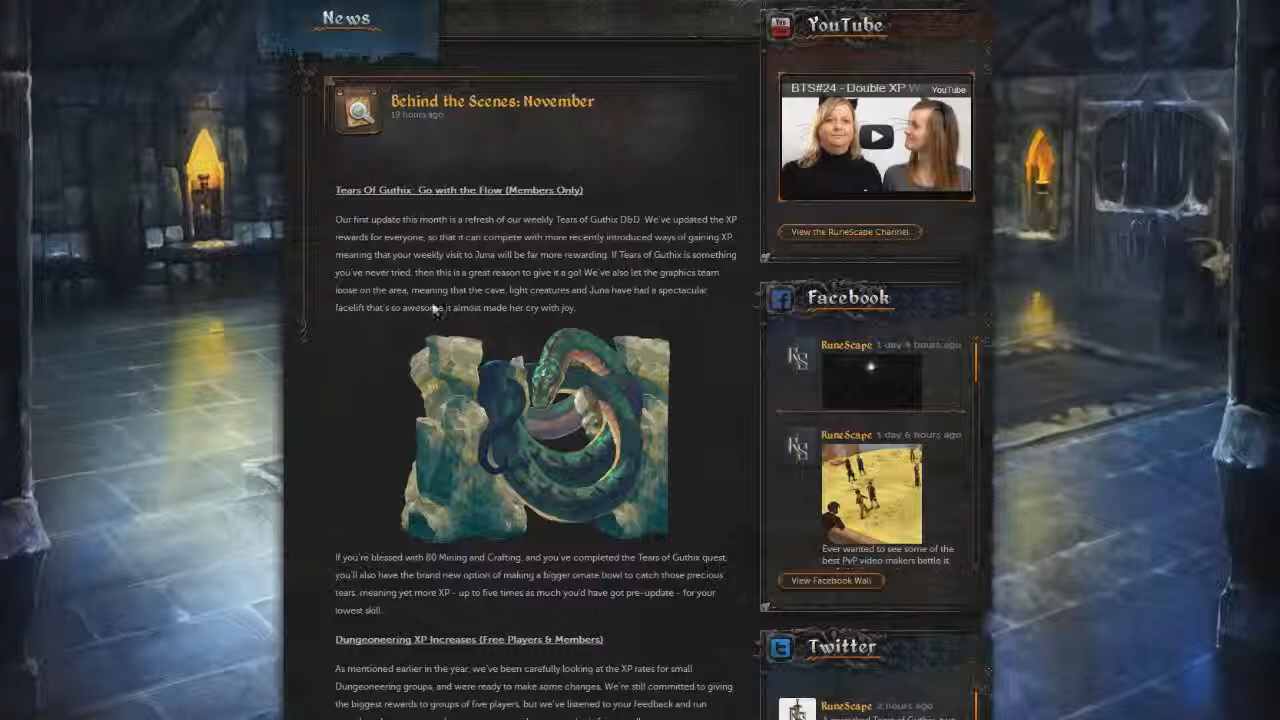 News
Behind the Scenes: November
19 hours ago
Tears Of Guthix: Go with the Flow (Members Only)
Our first update this month is a refresh of our weekly Tears of Guthix D&D. We've updated the XP
rewards for everyone, so that it can compete with more recently introduced ways of gaining XP,
meaning that your weekly visit to Juna will be far more rewarding. If Tears of Guthix is something
you've never tried, then this is a great reason to give it a go! We've also let the graphics team
loose on the area, meaning that the cave, light creatures and Juna have had a spectacular
facelift that's so awesome it almost made her cry with joy.
If you're blessed with 80 Mining and Crafting, and you've completed the Tears of Guthix quest,
you'll also have the brand new option of making a bigger ornate bowl to catch those precious
tears, meaning yet more XP - up to five times as much you'd have got pre-update - for your
lowest skill.
Dungeoneering XP Increases (Free Players & Members)
As mentioned earlier in the year, we've been carefully looking at the XP rates for small
Dungeoneering groups, and were ready to make some changes. We're still committed to giving
the biggest rewards to groups of five players, but we've listened to your feedback and run
YouTube
BTS#24 - Double XP W
YouTube
View the RuneScape Channel
Facebook
RuneScape 1 day 4 hours ago
RuneScape 1 day 6 hours ago
Ever wanted to see some of the
best PvP video makers battle it
View Facebook Wall
Twitter
RuneScape 2 hours ago